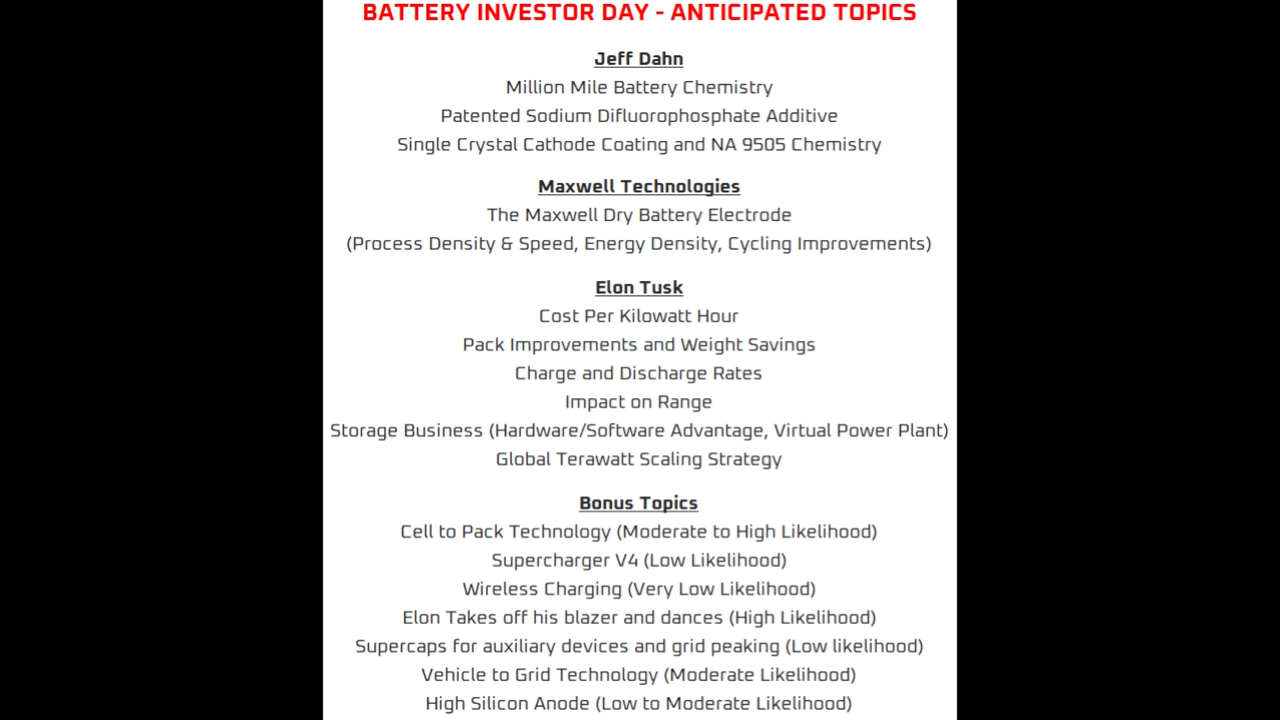 BATTERY INVESTOR DAY - ANTICIPATED TOPICS
Jeff Dahn
Million Mile Battery Chemistry
Patented Sodium Difluorophosphate Additive
Single Crystal Cathode Coating and NA 9505 Chemistry
Maxwell Technologies
The Maxwell Dry Battery Electrode
(Process Density & Speed, Energy Density, Cycling Improvements)
Elon Tusk
Cost Per Kilowatt Hour
Pack Improvements and Weight Savings
Charge and Discharge Rates
Impact on Range
Storage Business (Hardware/Software Advantage, Virtual Power Plant)
Global Terawatt Scaling Strategy
Bonus Topics
Cell to Pack Technology (Moderate to High Likelihood)
Supercharger V4 (Low Likelihood)
Wireless Charging (Very Low Likelihood)
Elon Takes off his blazer and dances (High Likelihood)
Supercaps for auxiliary devices and grid peaking (Low likelihood)
Vehicle to Grid Technology (Moderate Likelihood)
High Silicon Anode (Low to Moderate Likelihood)